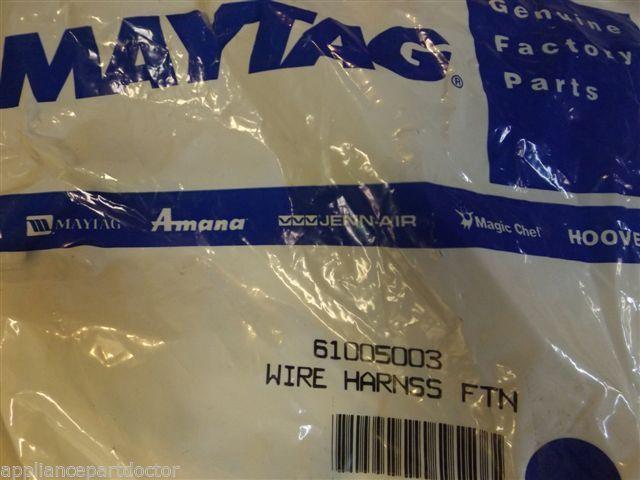 MAYTAG®
Genuine
Factory
Parts
MAYTAG Amana JENN-AIR Magic Chef HOOVE
61005003
WIRE HARNSS FTN
appliancepartdoctor